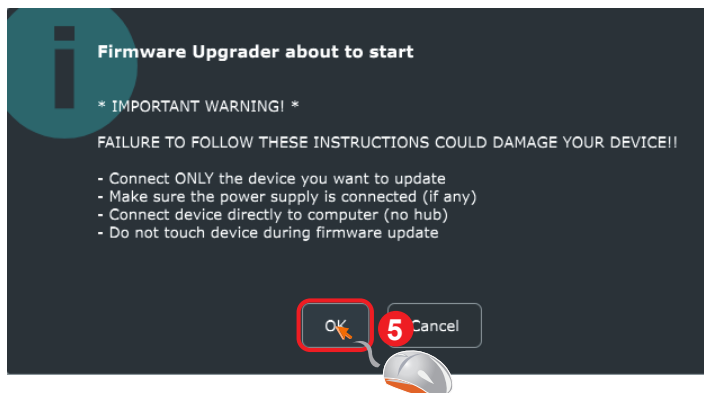 Firmware Upgrader about to start
* IMPORTANT WARNING! *
FAILURE TO FOLLOW THESE INSTRUCTIONS COULD DAMAGE YOUR DEVICE!!
- Connect ONLY the device you want to update
- Make sure the power supply is connected (if any)
- Connect device directly to computer (no hub)
- Do not touch device during firmware update
OK 5 Cancel